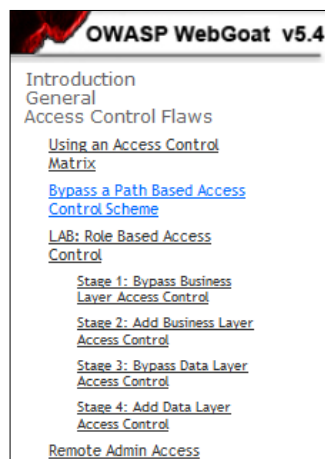 OWASP WebGoat v5.4
Introduction
General
Access Control Flaws
Using an Access Control
Matrix
Bypass a Path Based Access
Control Scheme
LAB: Role Based Access
Control
Stage 1: Bypass Business
Layer Access Control
Stage 2: Add Business Layer
Access Control
Stage 3: Bypass Data Layer
Access Control
Stage 4: Add Data Layer
Access Control
Remote Admin Access